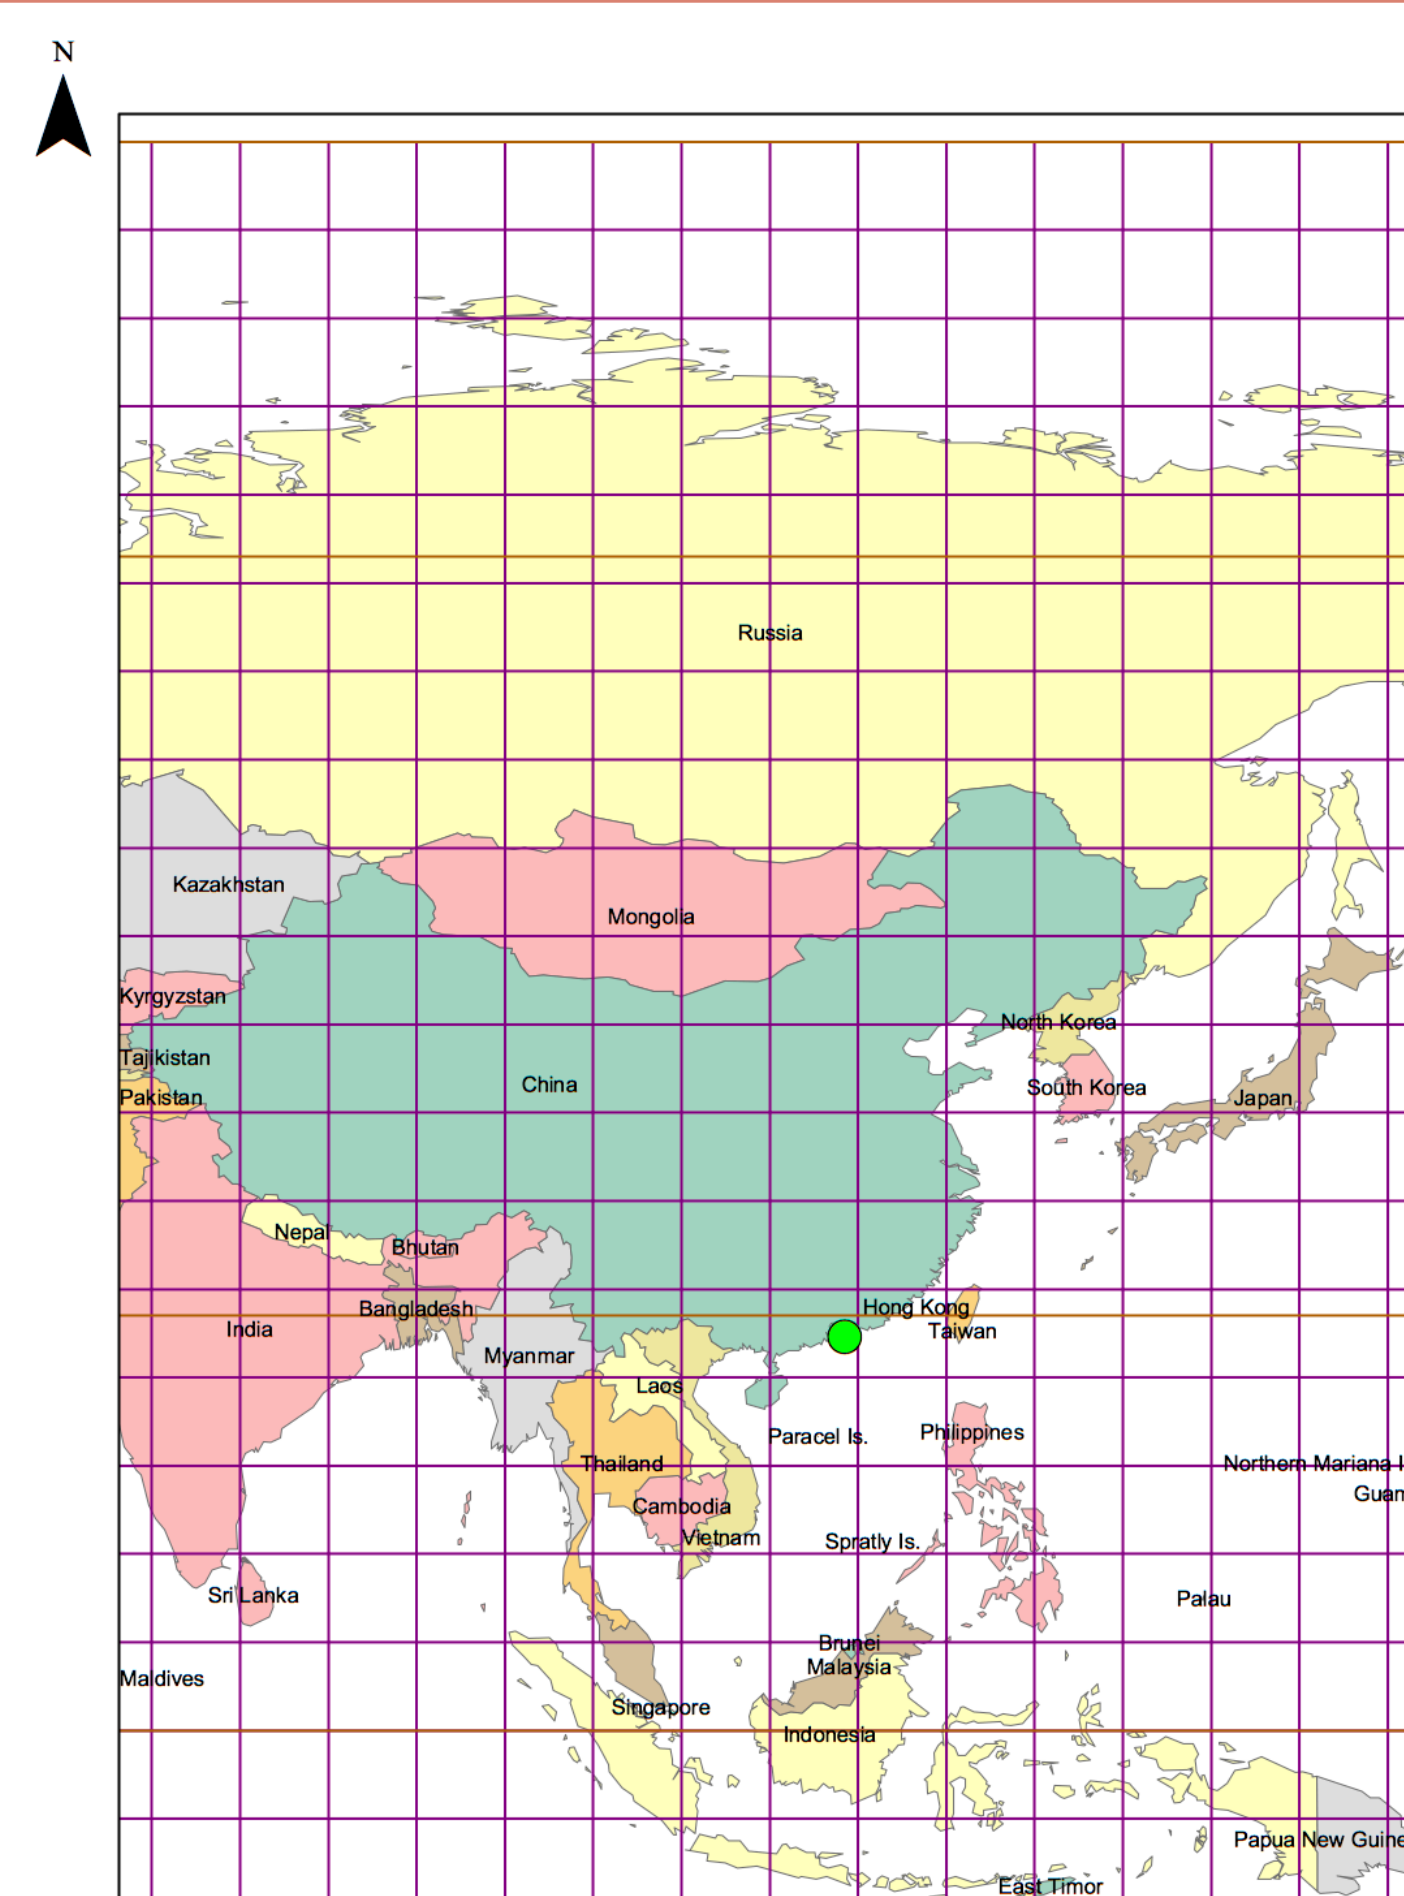 N
Russia
Kazakhstan
Mongolia
Kyrgyzstan
North Korea
Tajikistan
China
South Korea
Pakistan
Japan
Nepal
Bhutan
Hong Kong
Bangladesh
India
Taiwan
Myanmar
Laos
Philippines
Paracel Is.
Thailand
Northern Mariana I
Guam
Cambodia
Vietnam
Spratly Is.
Sri Lanka
Palau
Brunei
Malaysia
Maldives
Singapore
Indonesia
Papua New Guine
East Timor